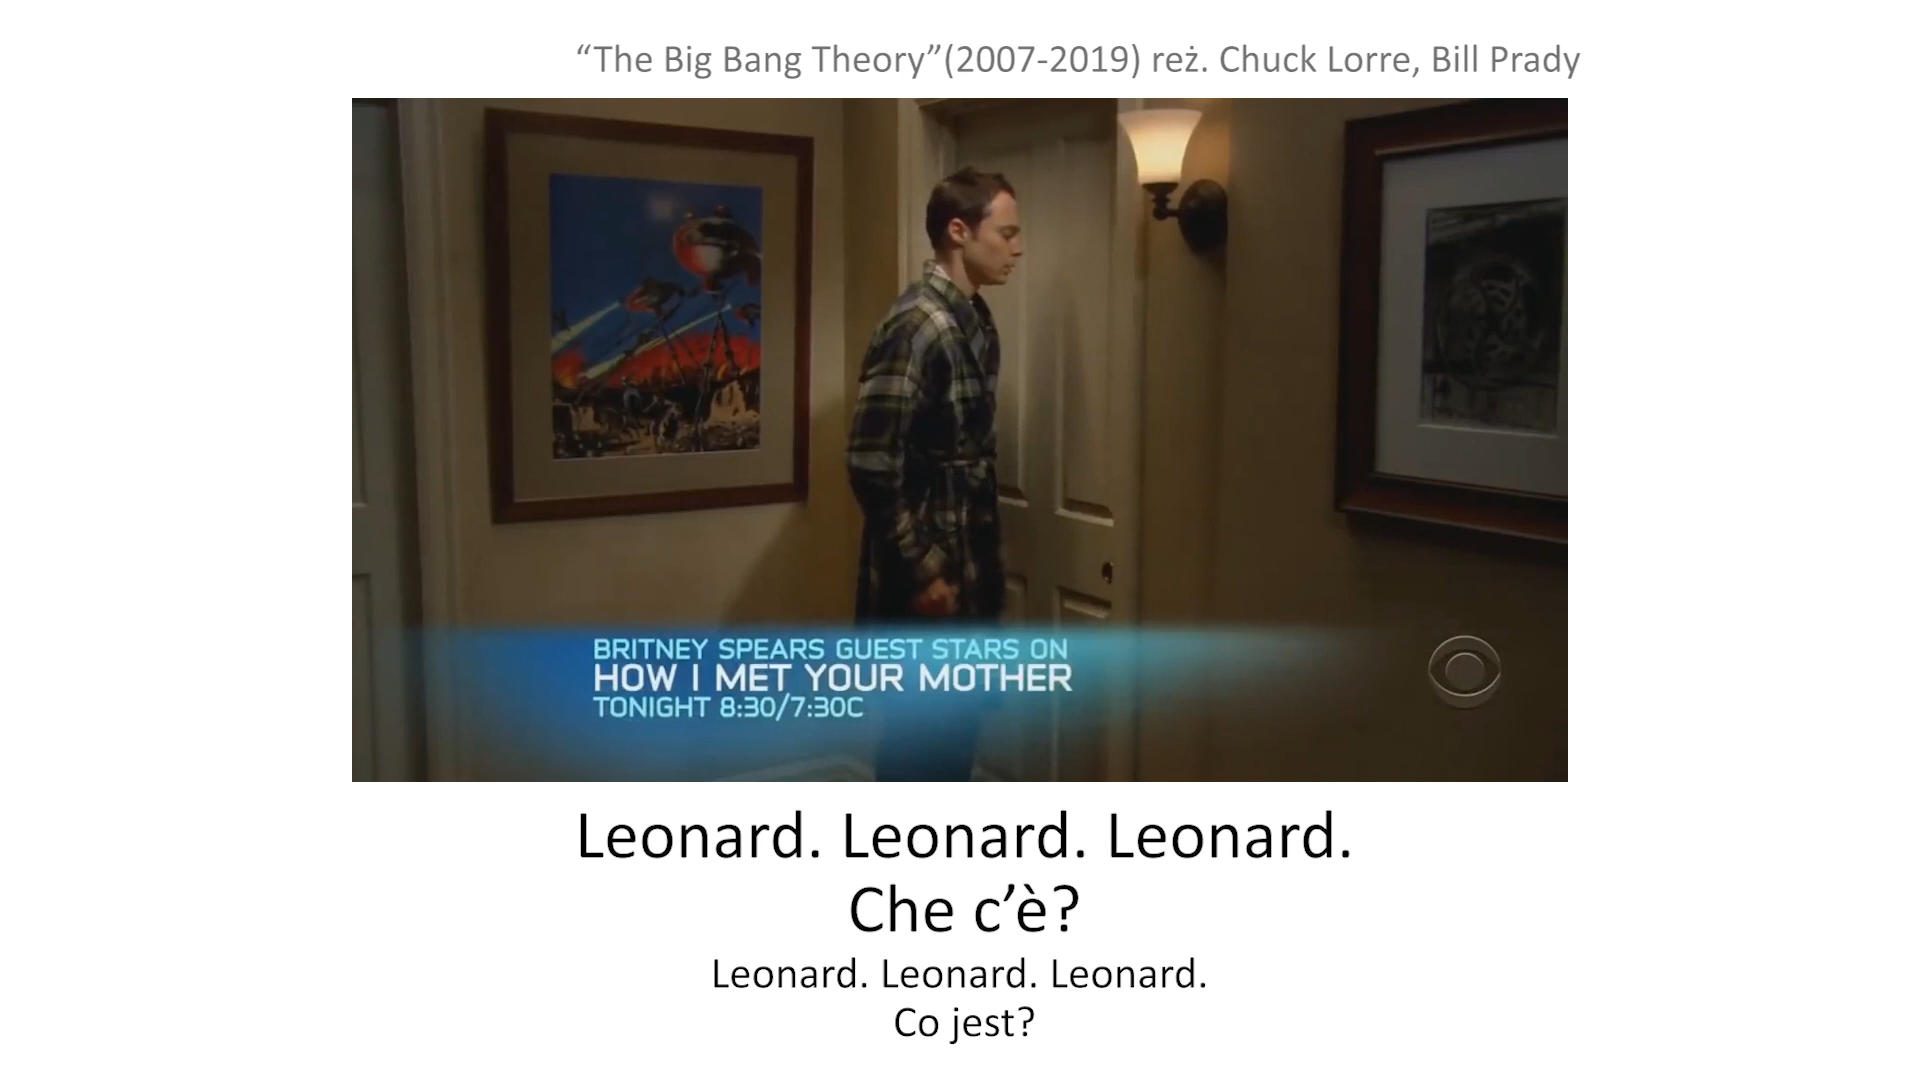 “The Big Bang Theory”(2007-2019) reż. Chuck Lorre, Bill Prady
BRITNEY SPEARS GUEST STARS ON
HOW I MET YOUR MOTHER
TONIGHT 8:30/7:30C
Leonard. Leonard. Leonard.
Che c’è?
Leonard. Leonard. Leonard.
Co jest?